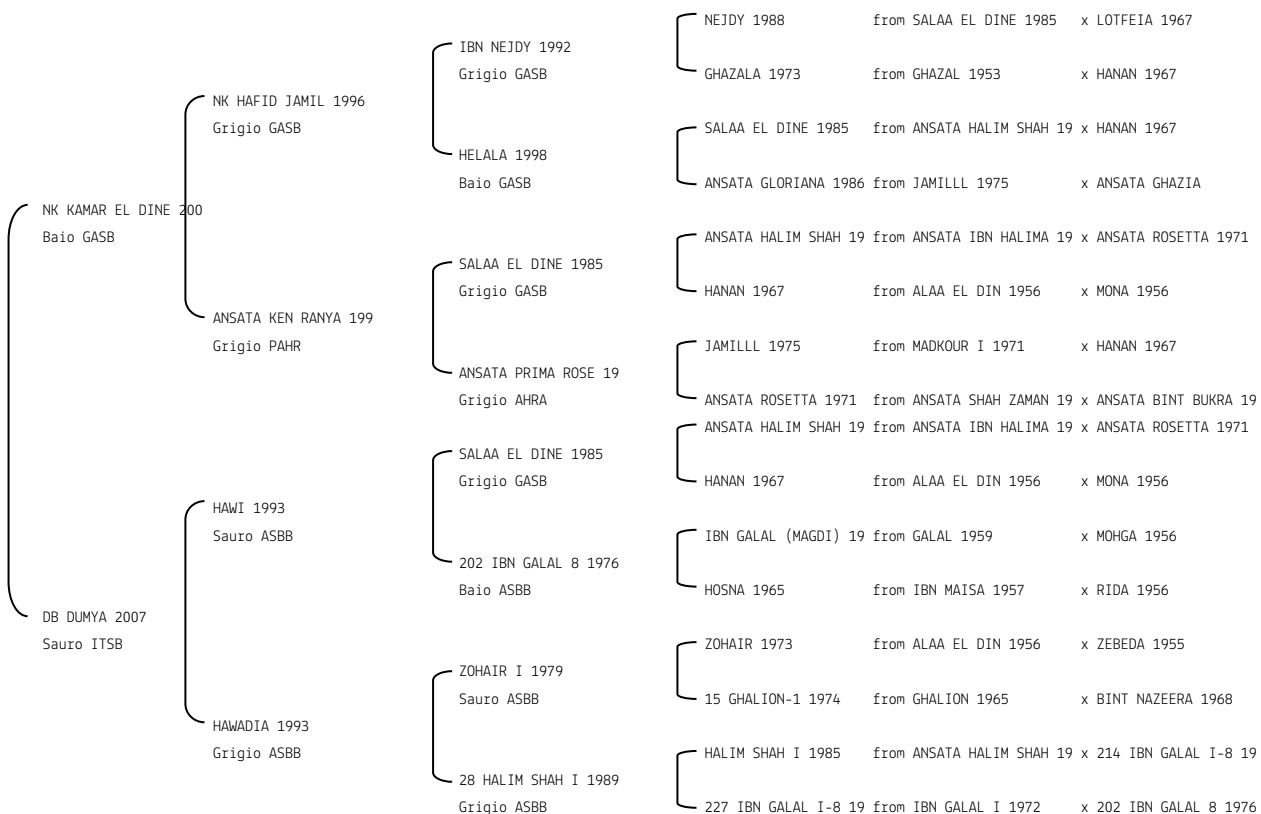 NEJDY 1988 from SALAA EL DINE 1985 x LOTFEIA 1967
IBN NEJDY 1992
Grigio GASB
GHAZALA 1973 from GHAZAL 1953 x HANAN 1967
NK HAFID JAMIL 1996
Grigio GASB
SALAA EL DINE 1985 from ANSATA HALIM SHAH 19 x HANAN 1967
HELALA 1998
Baio GASB
ANSATA GLORIANA 1986 from JAMILLL 1975 x ANSATA GHAZIA
NK KAMAR EL DINE 200
Baio GASB
ANSATA HALIM SHAH 19 from ANSATA IBN HALIMA 19 x ANSATA ROSETTA 1971
SALAA EL DINE 1985
Grigio GASB
HANAN 1967 from ALAA EL DIN 1956 x MONA 1956
ANSATA KEN RANYA 199
Grigio PAHR
JAMILLL 1975 from MADKOUR I 1971 x HANAN 1967
ANSATA PRIMA ROSE 19
Grigio AHRA
ANSATA ROSETTA 1971 from ANSATA SHAH ZAMAN 19 x ANSATA BINT BUKRA 19
ANSATA HALIM SHAH 19 from ANSATA IBN HALIMA 19 x ANSATA ROSETTA 1971
SALAA EL DINE 1985
Grigio GASB
HANAN 1967 from ALAA EL DIN 1956 x MONA 1956
HAWI 1993
Sauro ASBB
IBN GALAL (MAGDI) 19 from GALAL 1959 x MOHGA 1956
202 IBN GALAL 8 1976
Baio ASBB
HOSNA 1965 from IBN MAISA 1957 x RIDA 1956
DB DUMYA 2007
Sauro ITSB
ZOHAIR 1973 from ALAA EL DIN 1956 x ZEBEDA 1955
ZOHAIR I 1979
Sauro ASBB
15 GHALION-1 1974 from GHALION 1965 x BINT NAZEERA 1968
HAWADIA 1993
Grigio ASBB
HALIM SHAH I 1985 from ANSATA HALIM SHAH 19 x 214 IBN GALAL I-8 19
28 HALIM SHAH I 1989
Grigio ASBB
227 IBN GALAL I-8 19 from IBN GALAL I 1972 x 202 IBN GALAL 8 1976